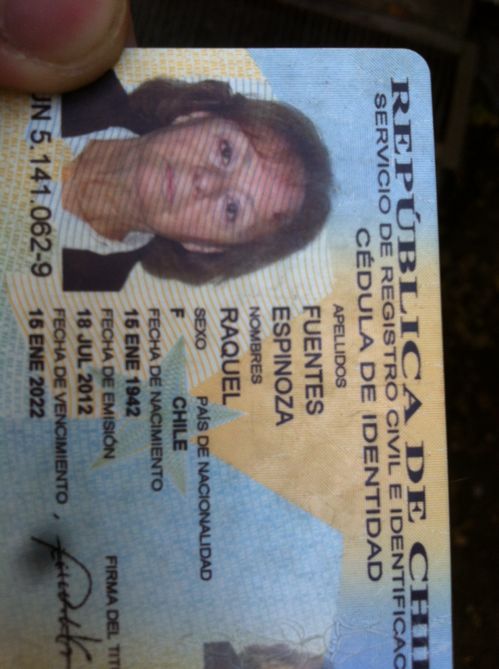 REPÚBLICA DE CHI
SERVICIO DE REGISTRO CIVIL E IDENTIFICAC
CÉDULA DE IDENTIDAD
APELLIDOS
FUENTES
ESPINOZA
NOMBRES
RAQUEL
SEXO PAÍS DE NACIONALIDAD
F CHILE
FECHA DE NACIMIENTO
15 ENE 1942
FECHA DE EMISIÓN
18 JUL 2012
FECHA DE VENCIMIENTO
15 ENE 2022
FIRMA DEL TIT
UN 5.141.062-9